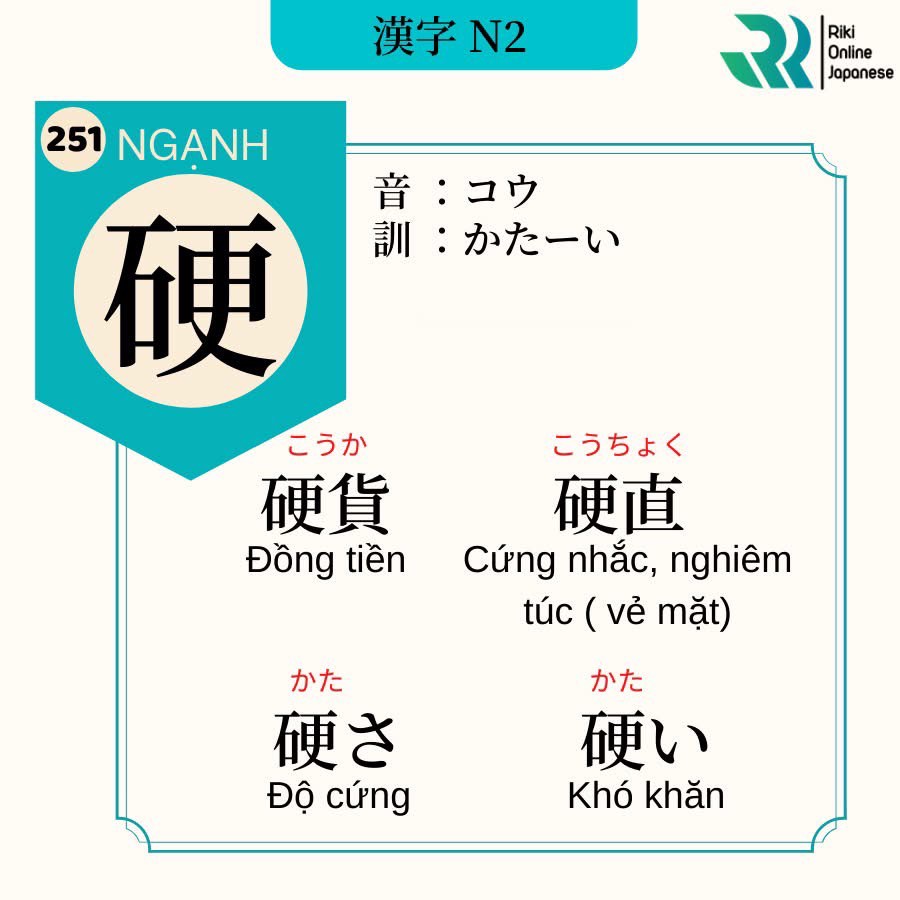 漢字 N2
Riki
Online
Japanese
251 NGẠNH
硬
音 ：コウ
訓 ：かたーい
こうか
硬貨
Đồng tiền
こうちょく
硬直
Cứng nhắc, nghiêm
túc ( vẻ mặt)
かた
硬さ
Độ cứng
かた
硬い
Khó khăn